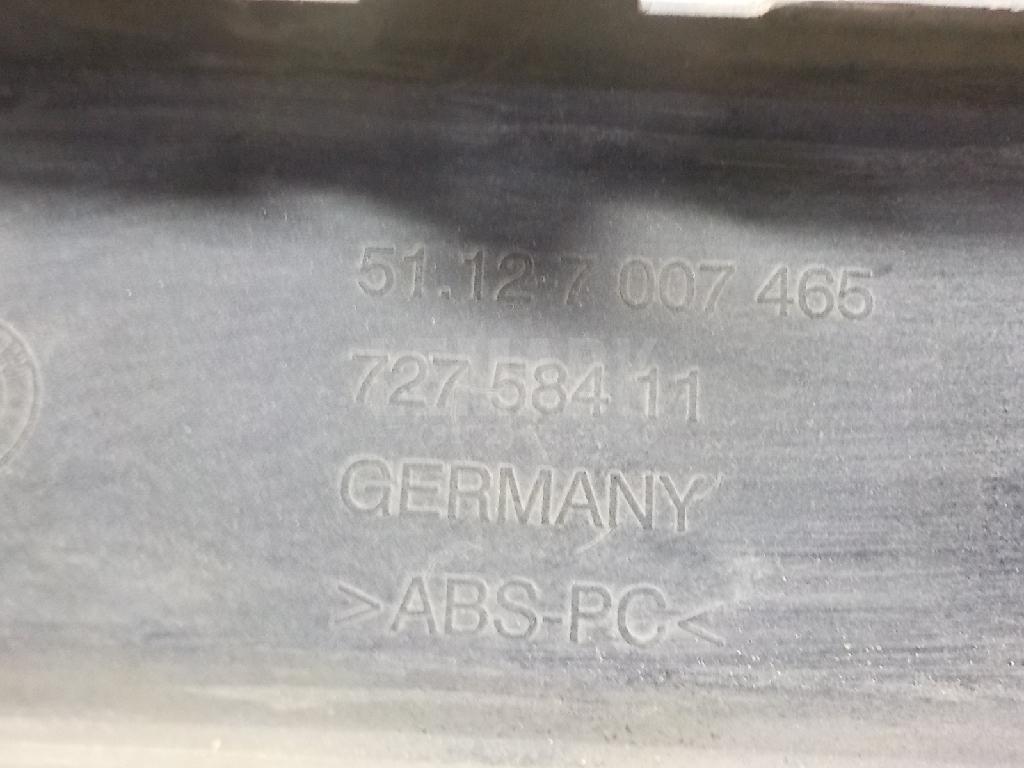 51.12-7 007 465
727 584 11
GERMANY
>ABS-PC<